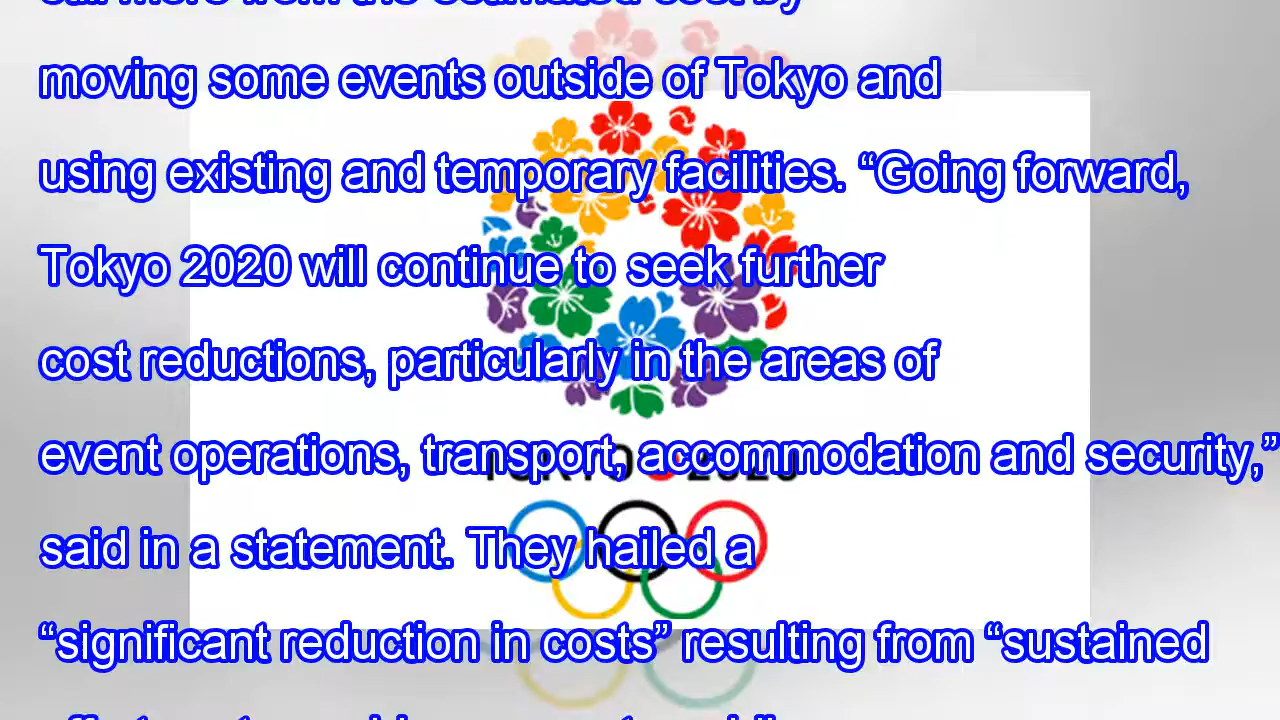 moving some events outside of Tokyo and
using existing and temporary facilities. “Going forward,
Tokyo 2020 will continue to seek further
cost reductions, particularly in the areas of
event operations, transport, accommodation and security,”
TOKYO 2020
said in a statement. They hailed a
“significant reduction in costs” resulting from “sustained